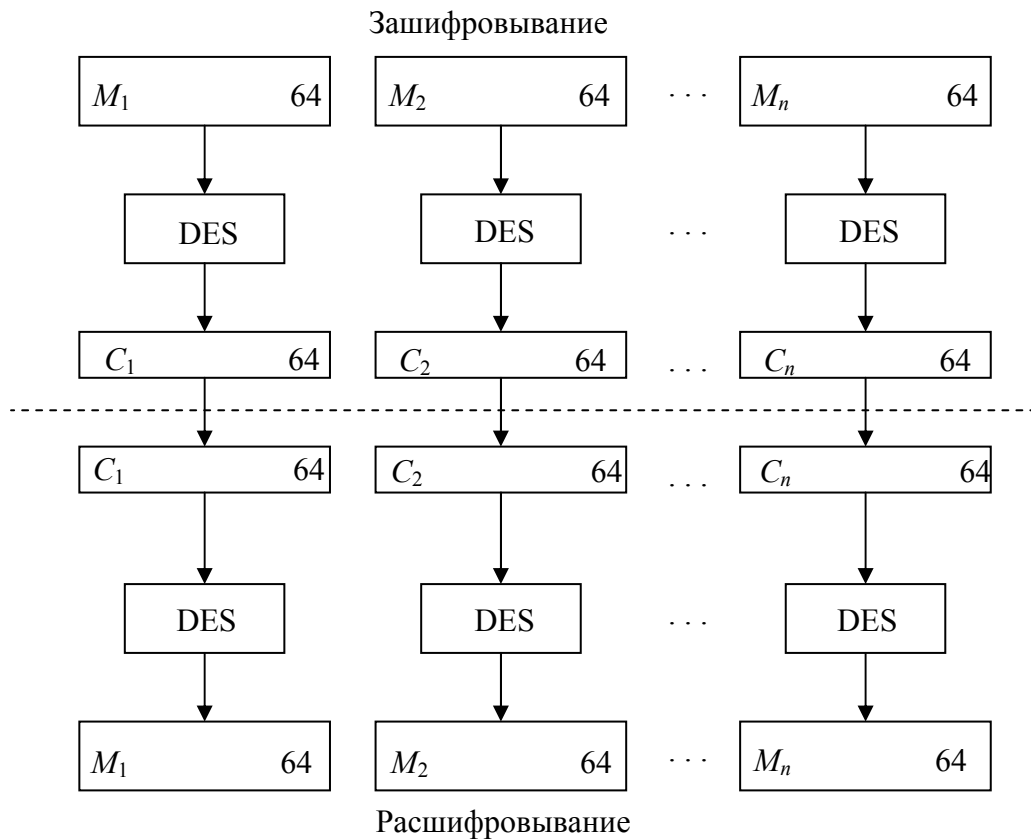 Зашифровывание
M1 64 M2 64 . . . Mn 64
DES DES . . . DES
C1 64 C2 64 . . . Cn 64
C1 64 C2 64 . . . Cn 64
DES DES . . . DES
M1 64 M2 64 . . . Mn 64
Расшифровывание